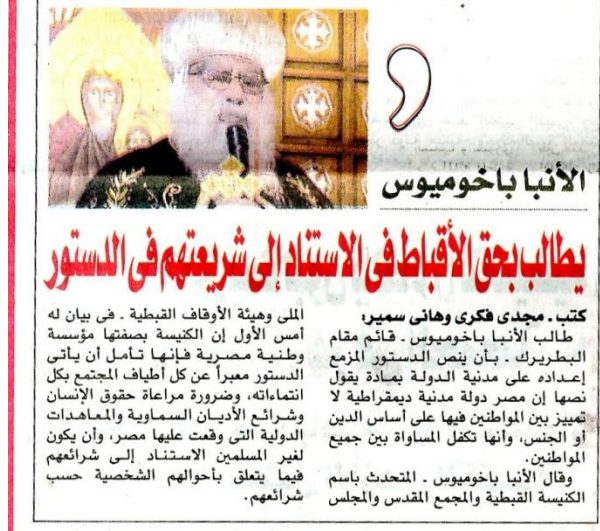 الأنبا باخوميوس
يطالب بحق الأقباط فى الاستناد إلى شريعتهم فى الدستور
كتب ـ مجدى فكرى وهانى سمير:
طالب الأنبا باخوميوس ـ قائم مقام
البطريرك ـ بأن ينص الدستور المزمع
إعداده على مدنية الدولة بمادة يقول
نصها إن مصر دولة مدنية ديمقراطية لا
تمييز بين المواطنين فيها على أساس الدين
أو الجنس، وأنها تكفل المساواة بين جميع
المواطنين.
وقال الأنبا باخوميوس ـ المتحدث باسم
الكنيسة القبطية والمجمع المقدس والمجلس
الملى وهيئة الأوقاف القبطية ـ فى بيان له
أمس الأول إن الكنيسة بصفتها مؤسسة
وطنية مصرية فإنها تأمل أن يأتى
الدستور معبراً عن كل أطياف المجتمع بكل
انتماءاته، وضرورة مراعاة حقوق الإنسان
وشرائع الأديان السماوية والمعاهدات
الدولية التى وقعت عليها مصر، وأن يكون
لغير المسلمين الاستناد إلى شرائعهم
فيما يتعلق بأحوالهم الشخصية حسب
شرائعهم.